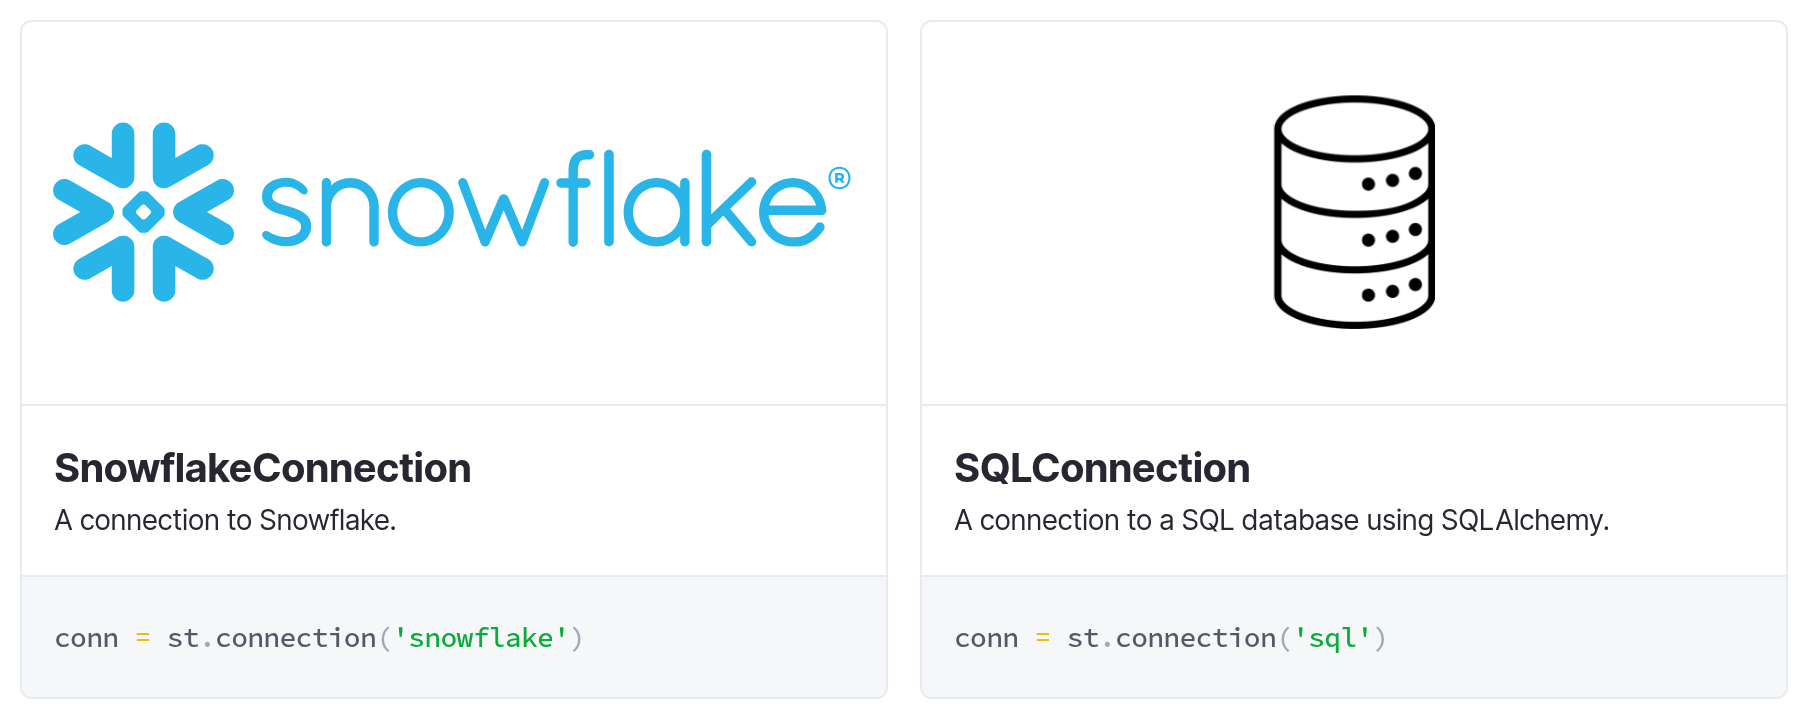 snowflake®
SnowflakeConnection
A connection to Snowflake.
conn = st.connection('snowflake')
SQLConnection
A connection to a SQL database using SQLAlchemy.
conn = st.connection('sql')